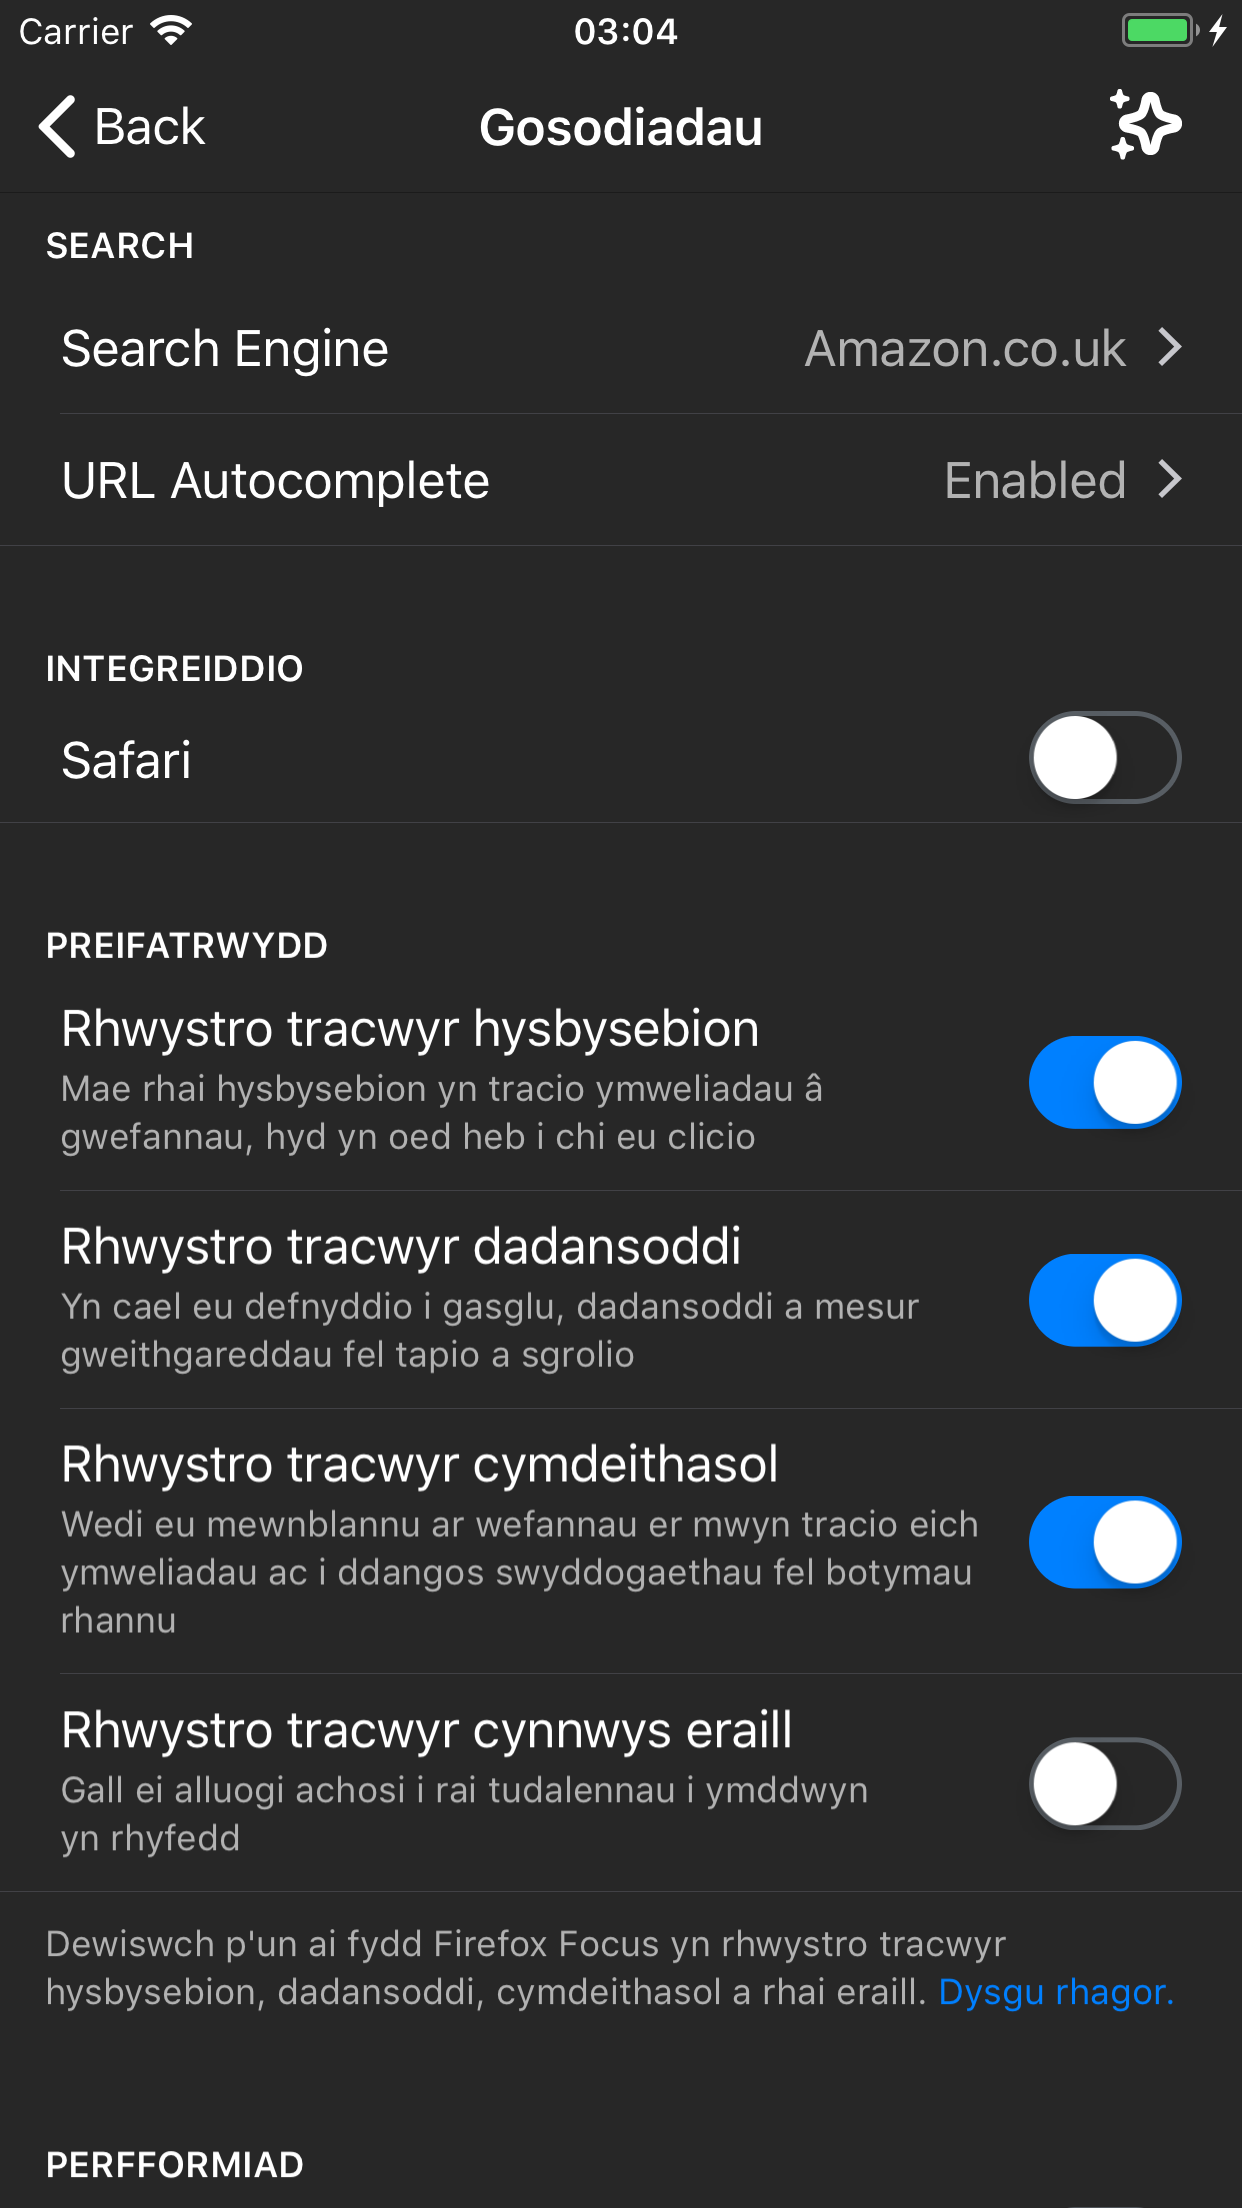 Carrier 03:04
Back Gosodiadau
SEARCH
Search Engine Amazon.co.uk
URL Autocomplete Enabled
INTEGREIDDIO
Safari
PREIFATRWYDD
Rhwystro tracwyr hysbysebion
Mae rhai hysbysebion yn tracio ymweliadau â
gwefannau, hyd yn oed heb i chi eu clicio
Rhwystro tracwyr dadansoddi
Yn cael eu defnyddio i gasglu, dadansoddi a mesur
gweithgareddau fel tapio a sgrolio
Rhwystro tracwyr cymdeithasol
Wedi eu mewnblannu ar wefannau er mwyn tracio eich
ymweliadau ac i ddangos swyddogaethau fel botymau
rhannu
Rhwystro tracwyr cynnwys eraill
Gall ei alluogi achosi i rai tudalennau i ymddwyn
yn rhyfedd
Dewiswch p'un ai fydd Firefox Focus yn rhwystro tracwyr
hysbysebion, dadansoddi, cymdeithasol a rhai eraill. Dysgu rhagor.
PERFFORMIAD